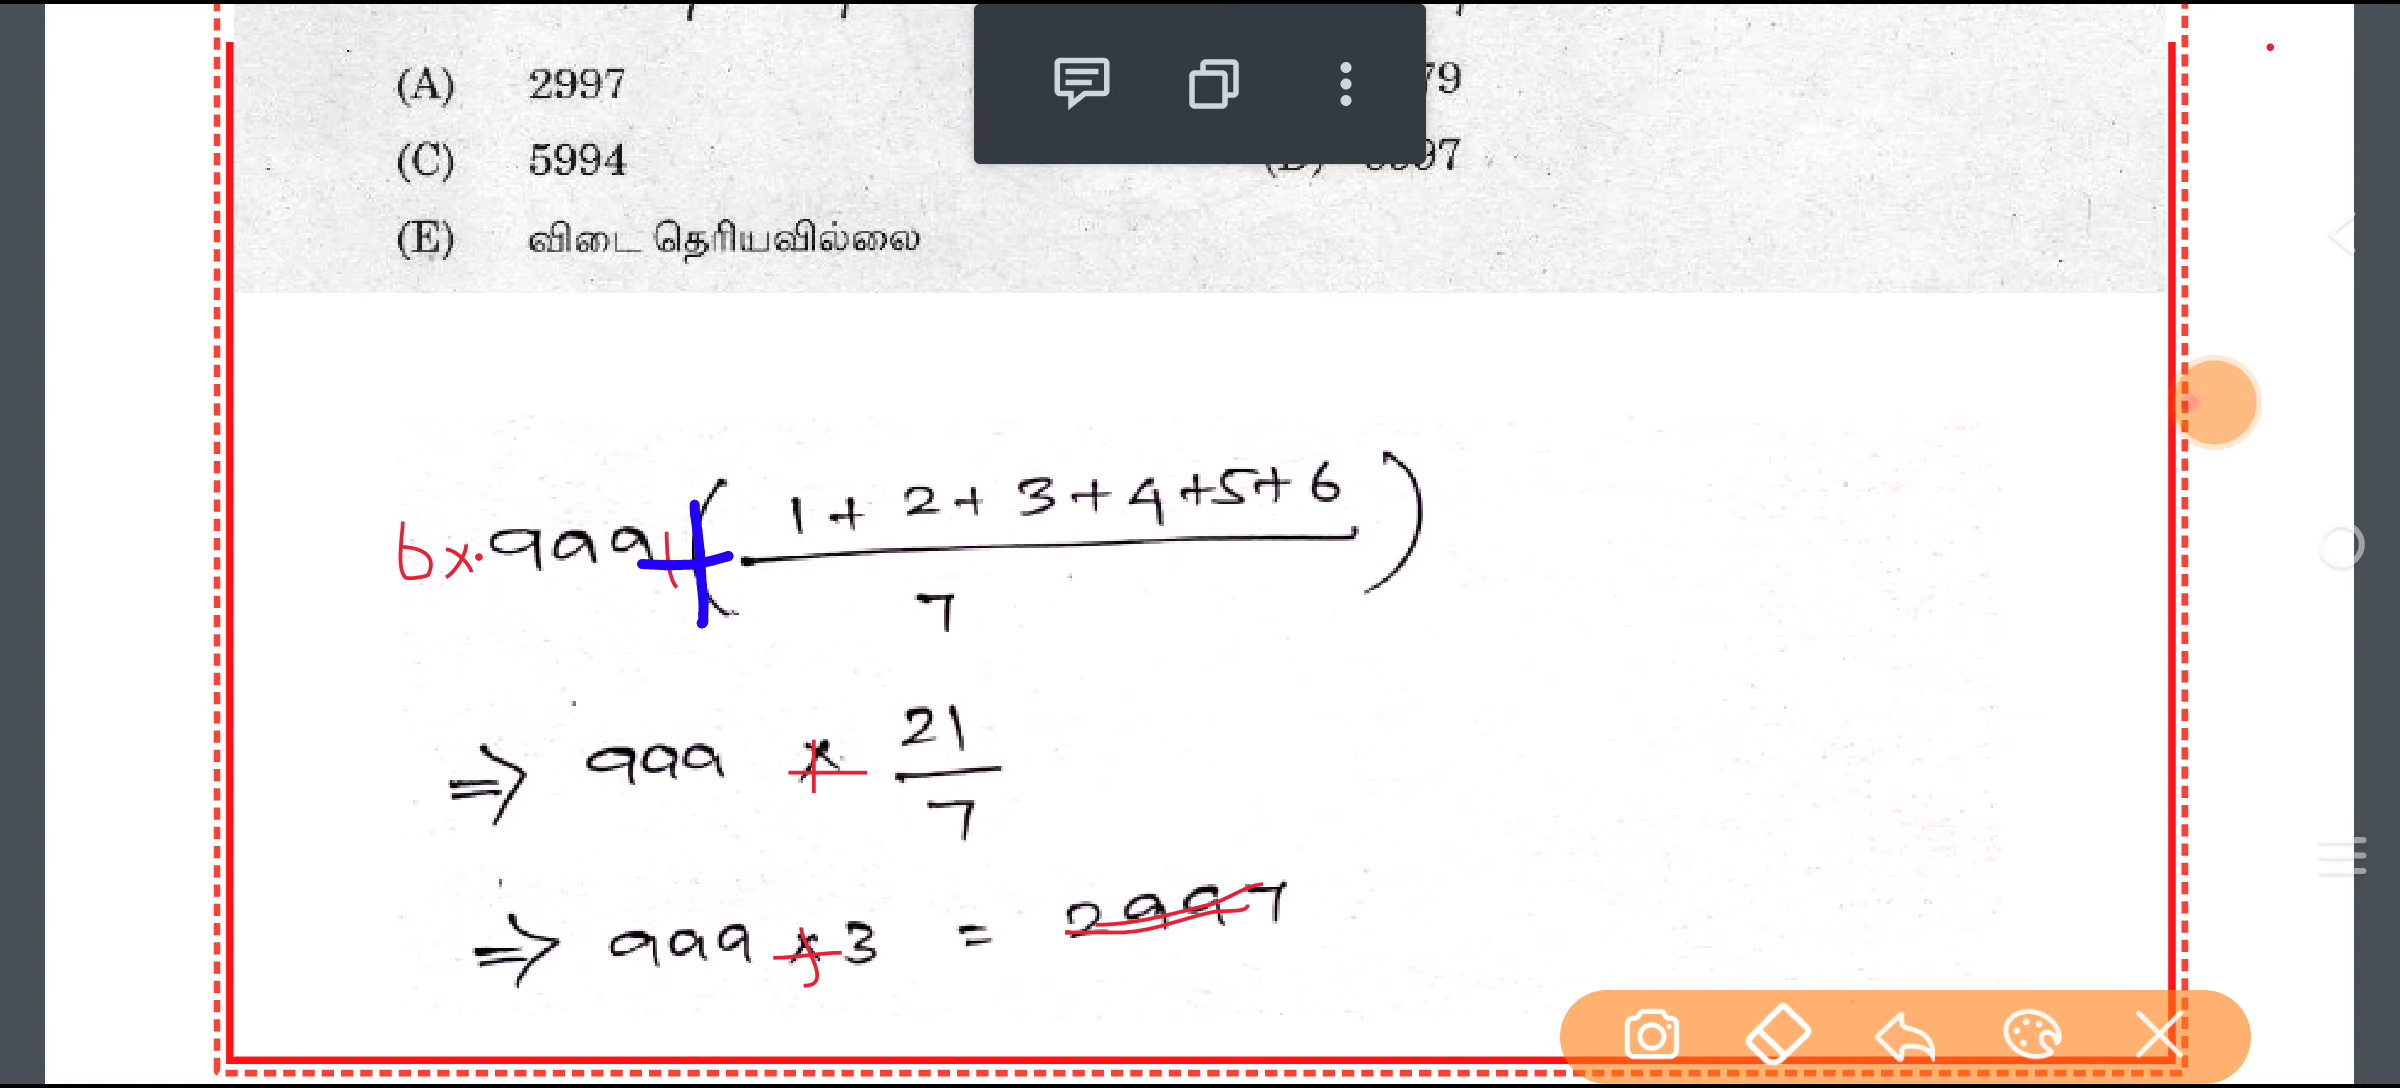 (A) 2997 79
(C) 5994 97
(E) விடை தெரியவில்லை
6x. 999 + ( 1 + 2 + 3 + 4 + 5 + 6 )
7
⇒ 999 + 21
7
⇒ 999 + 3 = 2997